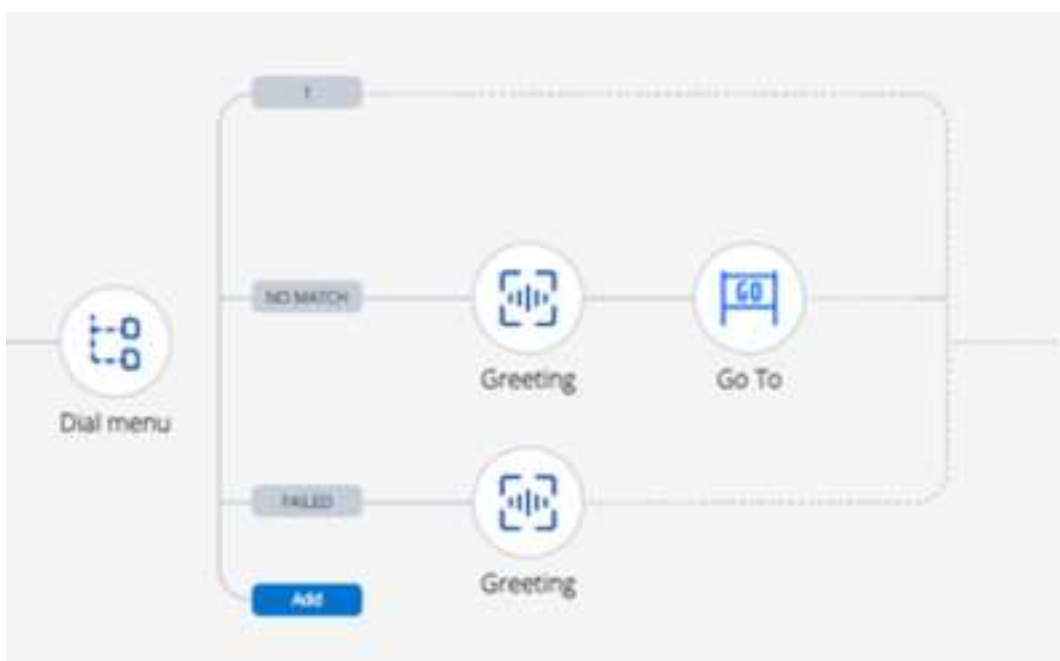 1
NO MATCH
GO
Greeting
Go To
Dial menu
FAILED
Greeting
Add